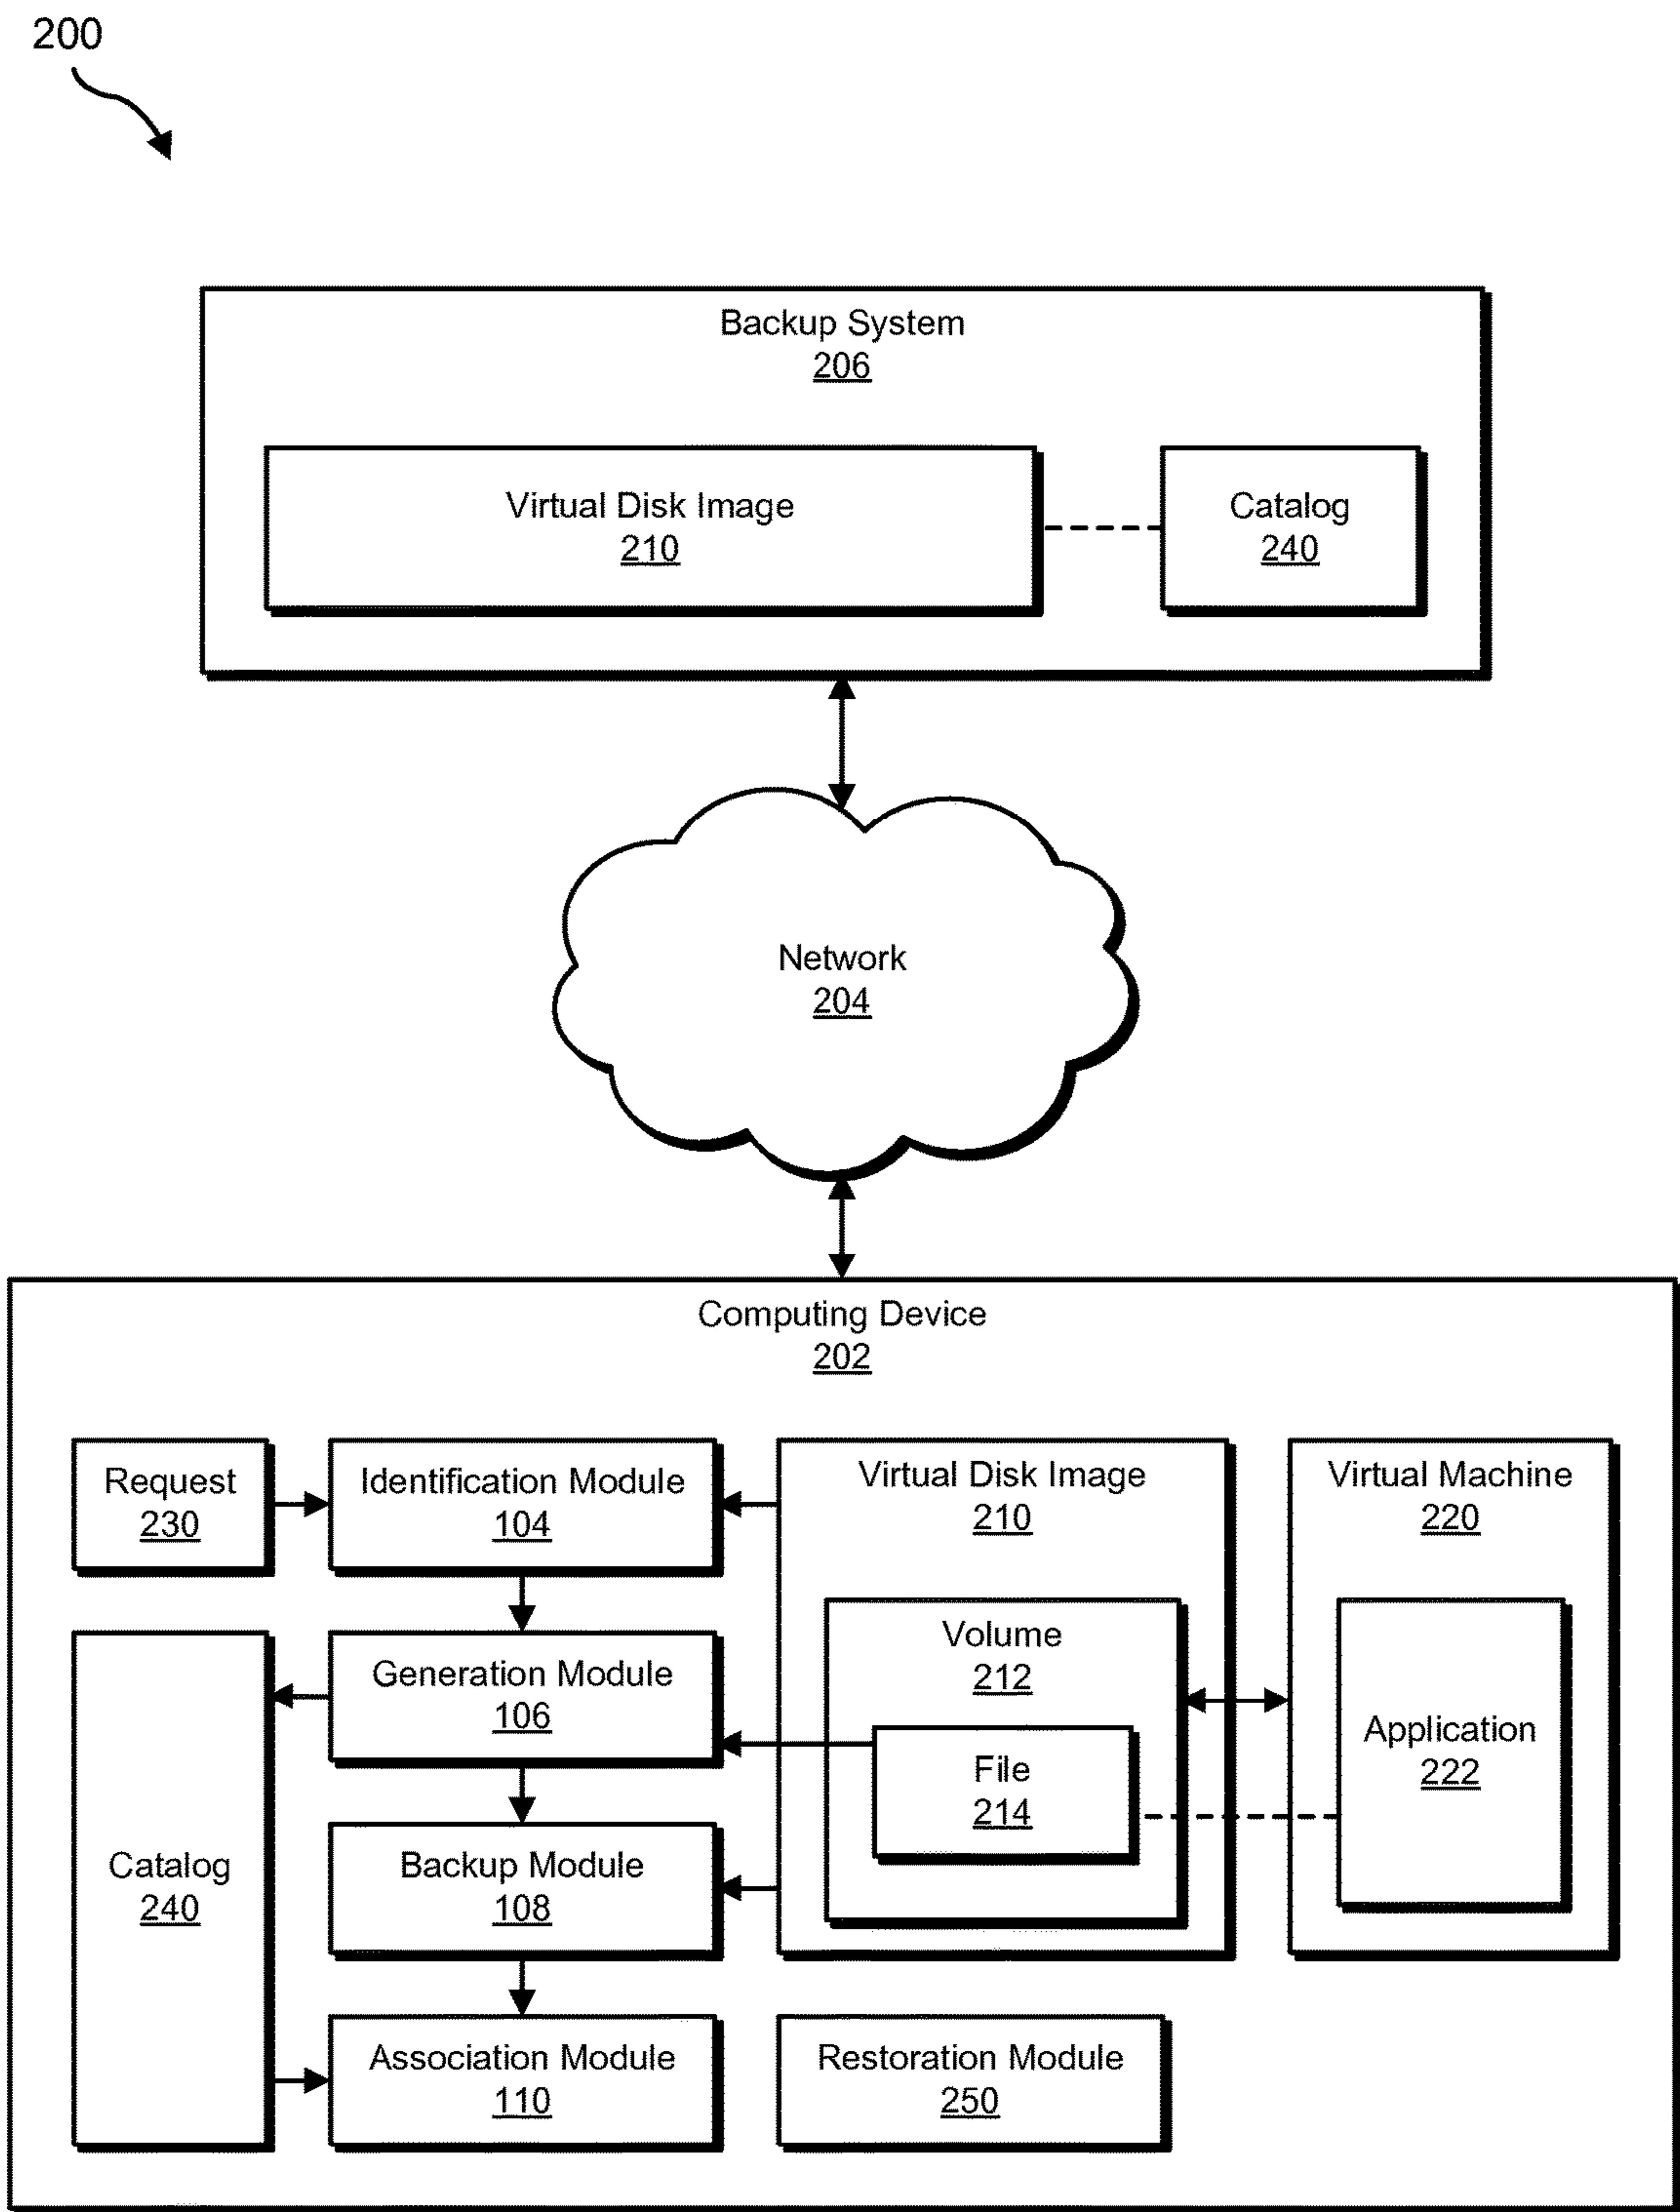 200
Backup System
206
Virtual Disk Image
210
Catalog
240
Network
204
Computing Device
202
Request
230
Identification Module
104
Virtual Disk Image
210
Virtual Machine
220
Generation Module
106
Volume
212
File
214
Application
222
Catalog
240
Backup Module
108
Association Module
110
Restoration Module
250